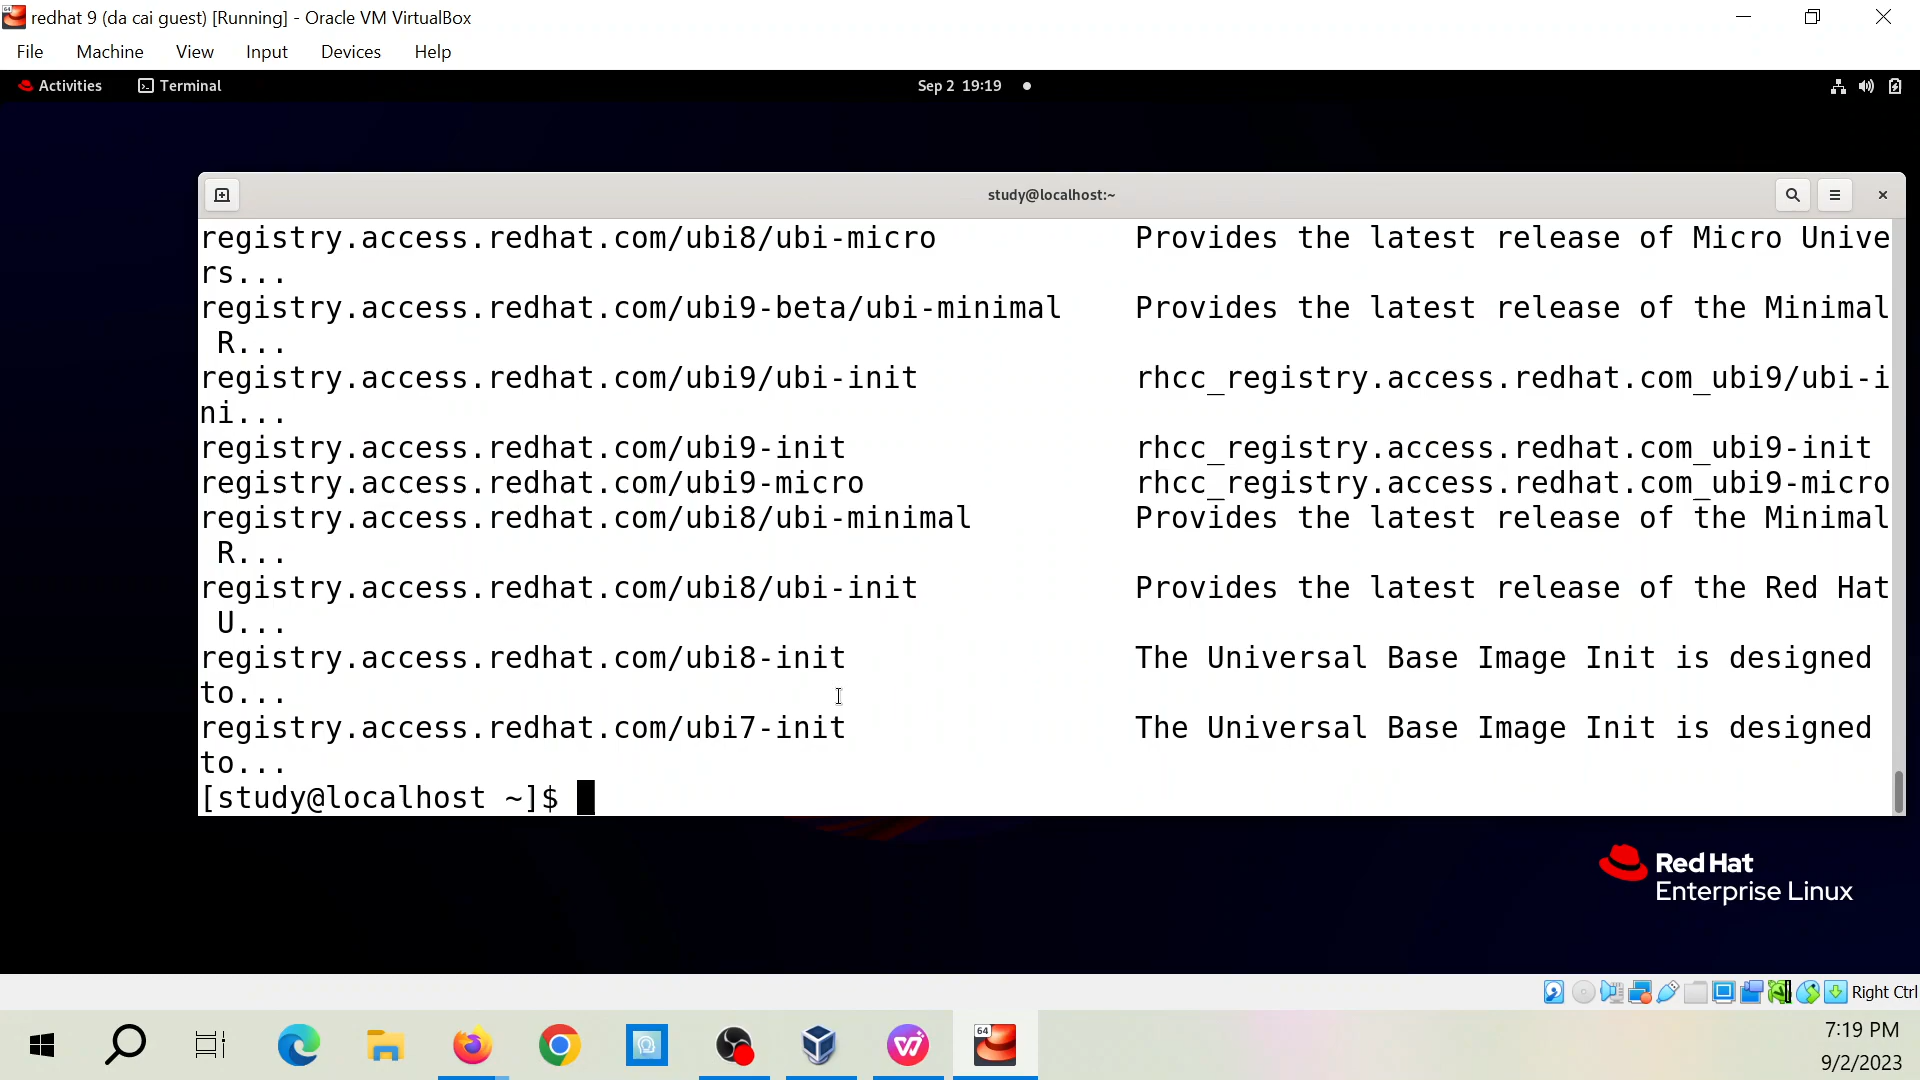 64
redhat 9 (da cai guest) [Running] - Oracle VM VirtualBox
File Machine View Input Devices Help
Activities Terminal Sep 2 19:19
study@localhost:~
registry.access.redhat.com/ubi8/ubi-micro Provides the latest release of Micro Unive
rs...
registry.access.redhat.com/ubi9-beta/ubi-minimal Provides the latest release of the Minimal
R...
registry.access.redhat.com/ubi9/ubi-init rhcc_registry.access.redhat.com_ubi9/ubi-i
ni...
registry.access.redhat.com/ubi9-init rhcc_registry.access.redhat.com_ubi9-init
registry.access.redhat.com/ubi9-micro rhcc_registry.access.redhat.com_ubi9-micro
registry.access.redhat.com/ubi8/ubi-minimal Provides the latest release of the Minimal
R...
registry.access.redhat.com/ubi8/ubi-init Provides the latest release of the Red Hat
U...
registry.access.redhat.com/ubi8-init The Universal Base Image Init is designed
to...
registry.access.redhat.com/ubi7-init The Universal Base Image Init is designed
to...
[study@localhost ~]$
Red Hat
Enterprise Linux
Right Ctrl
64
7:19 PM
9/2/2023